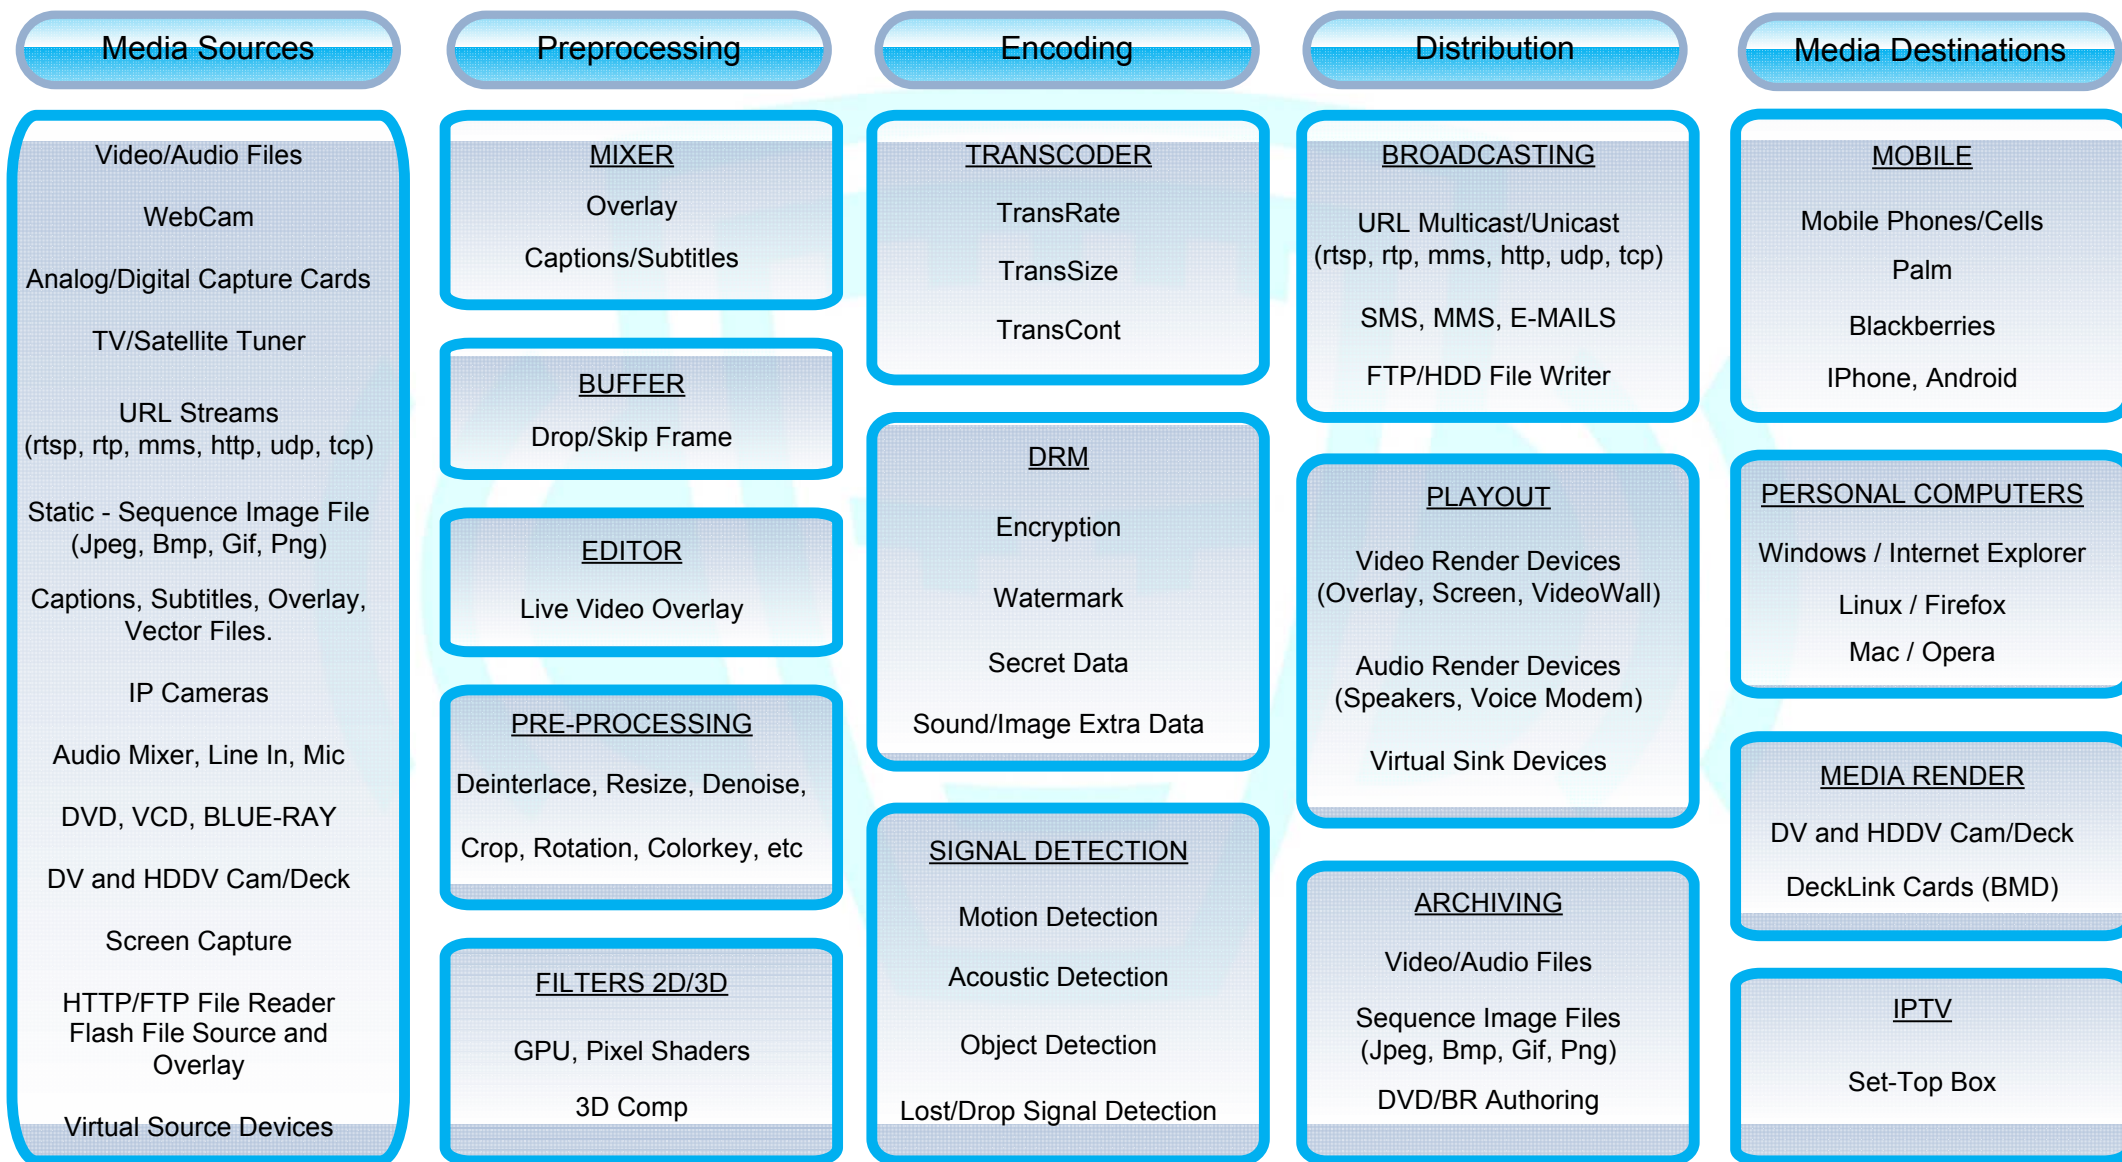 Media Sources
Video/Audio Files
WebCam
Analog/Digital Capture Cards
TV/Satellite Tuner
URL Streams
(rtsp, rtp, mms, http, udp, tcp)
Static - Sequence Image File
(Jpeg, Bmp, Gif, Png)
Captions, Subtitles, Overlay,
Vector Files.
IP Cameras
Audio Mixer, Line In, Mic
DVD, VCD, BLUE-RAY
DV and HDDV Cam/Deck
Screen Capture
HTTP/FTP File Reader
Flash File Source and
Overlay
Virtual Source Devices
Preprocessing
MIXER
Overlay
Captions/Subtitles
BUFFER
Drop/Skip Frame
EDITOR
Live Video Overlay
PRE-PROCESSING
Deinterlace, Resize, Denoise,
Crop, Rotation, Colorkey, etc
FILTERS 2D/3D
GPU, Pixel Shaders
3D Comp
Encoding
TRANSCODER
TransRate
TransSize
TransCont
DRM
Encryption
Watermark
Secret Data
Sound/Image Extra Data
SIGNAL DETECTION
Motion Detection
Acoustic Detection
Object Detection
Lost/Drop Signal Detection
Distribution
BROADCASTING
URL Multicast/Unicast
(rtsp, rtp, mms, http, udp, tcp)
SMS, MMS, E-MAILS
FTP/HDD File Writer
PLAYOUT
Video Render Devices
(Overlay, Screen, VideoWall)
Audio Render Devices
(Speakers, Voice Modem)
Virtual Sink Devices
ARCHIVING
Video/Audio Files
Sequence Image Files
(Jpeg, Bmp, Gif, Png)
DVD/BR Authoring
Media Destinations
MOBILE
Mobile Phones/Cells
Palm
Blackberries
IPhone, Android
PERSONAL COMPUTERS
Windows / Internet Explorer
Linux / Firefox
Mac / Opera
MEDIA RENDER
DV and HDDV Cam/Deck
DeckLink Cards (BMD)
IPTV
Set-Top Box